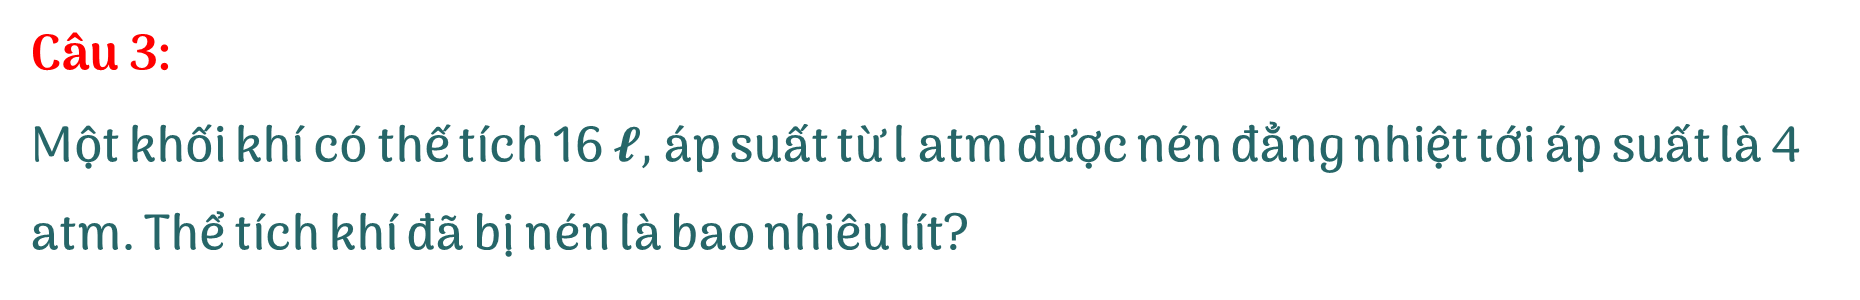 Câu 3:
Một khối khí có thế tích 16 ℓ, áp suất từ l atm được nén đẳng nhiệt tới áp suất là 4
atm. Thể tích khí đã bị nén là bao nhiêu lít?